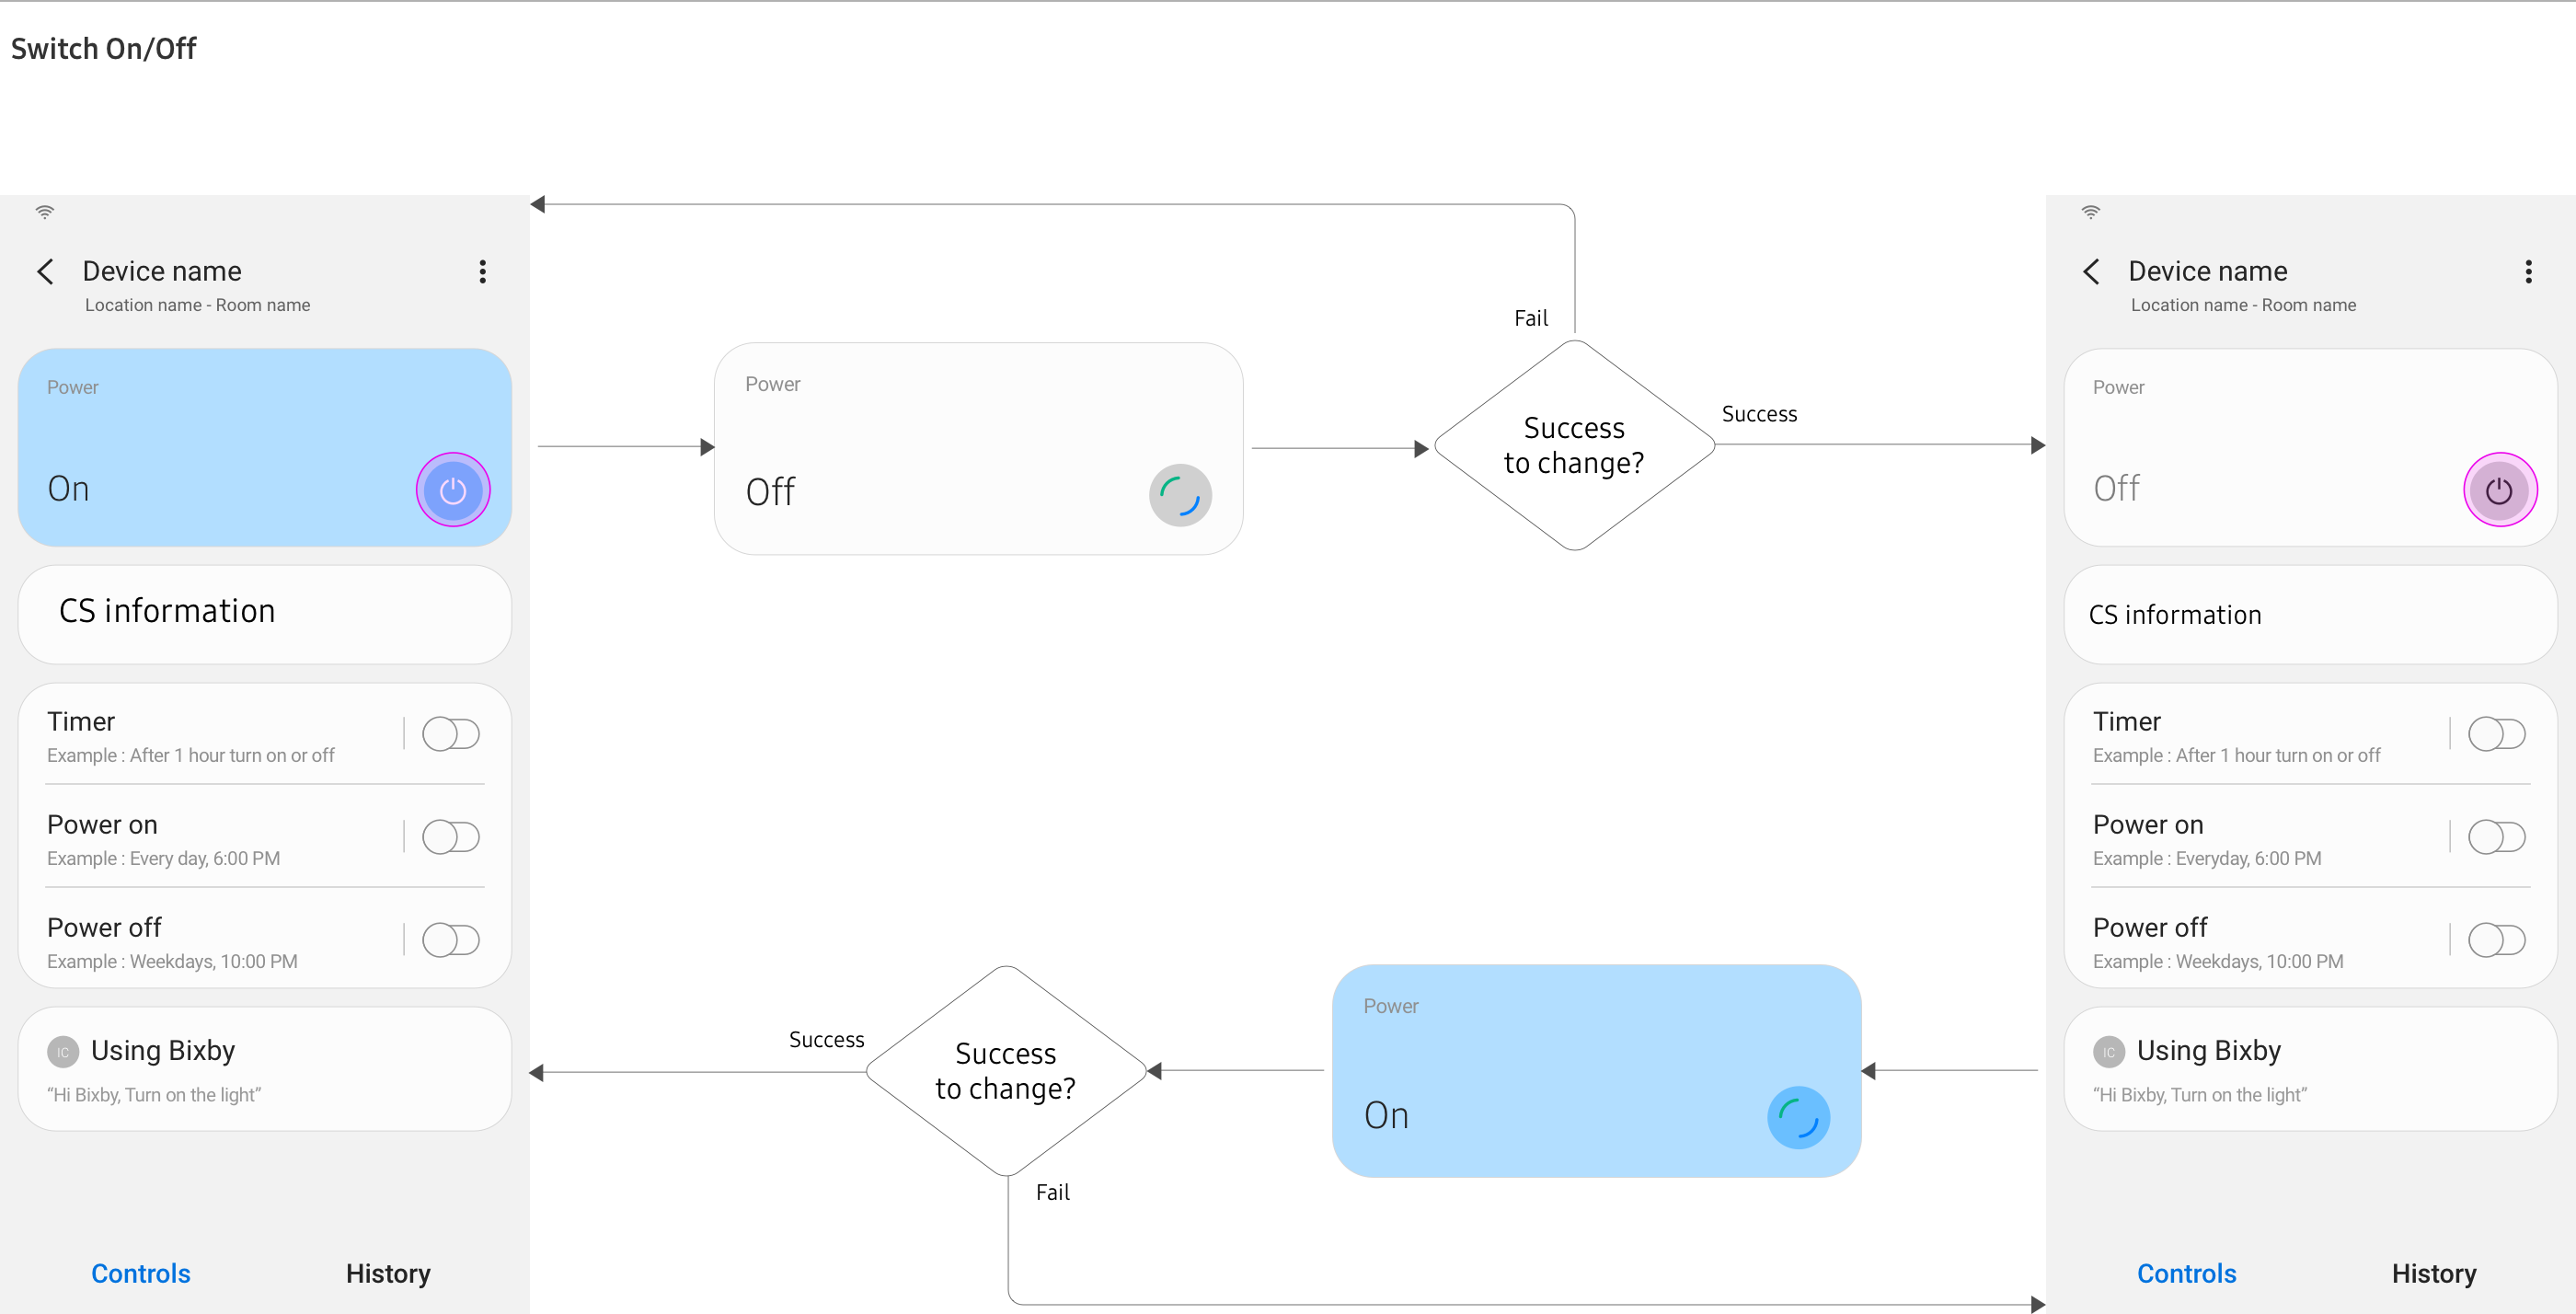 Switch On/Off
Device name
Location name - Room name
Power
On
CS information
Timer
Example : After 1 hour turn on or off
Power on
Example : Every day, 6:00 PM
Power off
Example : Weekdays, 10:00 PM
IC Using Bixby
“Hi Bixby, Turn on the light”
Controls History
Power
Off
Fail
Success
to change?
Success
Success
Success
to change?
Fail
Power
On
Device name
Location name - Room name
Power
Off
CS information
Timer
Example : After 1 hour turn on or off
Power on
Example : Everyday, 6:00 PM
Power off
Example : Weekdays, 10:00 PM
IC Using Bixby
“Hi Bixby, Turn on the light”
Controls History